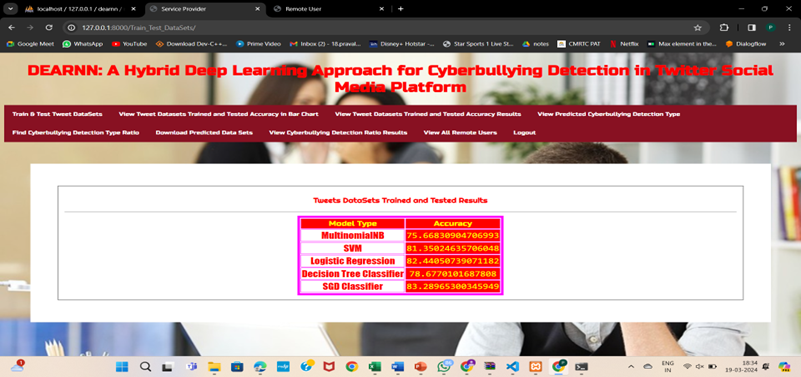 localhost / 127.0.0.1 / dearnn /
Service Provider
Remote User
127.0.0.1:8000/Train_Test_DataSets/
Google Meet WhatsApp YouTube Download Dev-C++... Prime Video Inbox (2) - 18.praval... Disney+ Hotstar -... Star Sports 1 Live St... notes CMRTC PAT Netflix Max element in the... Dialogflow
DEARNN: A Hybrid Deep Learning Approach for Cyberbullying Detection in Twitter Social
Media Platform
Train & Test Tweet DataSets View Tweet Datasets Trained and Tested Accuracy in Bar Chart View Tweet Datasets Trained and Tested Accuracy Results View Predicted Cyberbullying Detection Type
Find Cyberbullying Detection Type Ratio Download Predicted Data Sets View Cyberbullying Detection Ratio Results View All Remote Users Logout
Tweets DataSets Trained and Tested Results
Model Type Accuracy
MultinomialNB 75.66830904706993
SVM 81.35024635706048
Logistic Regression 82.44050739071182
Decision Tree Classifier 78.6770101687808
SGD Classifier 83.28965300345949
ENG 18:34
IN 19-03-2024